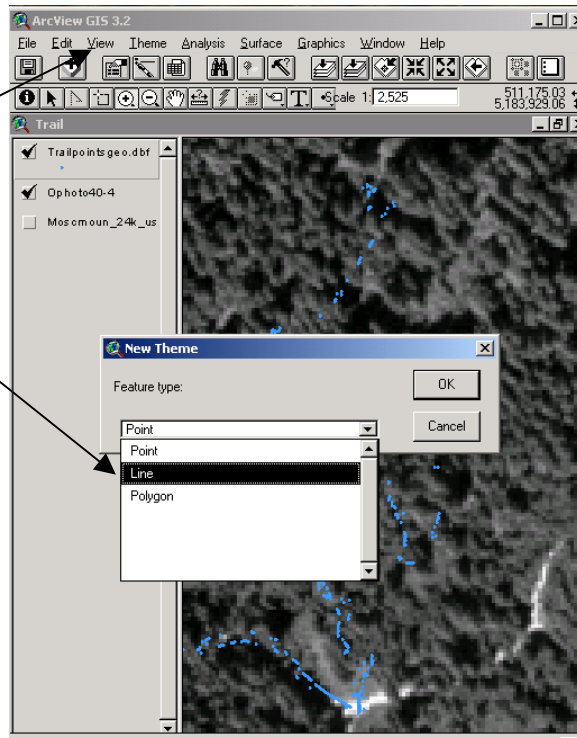 ArcView GIS 3.2
File Edit View Theme Analysis Surface Graphics Window Help
Scale 1: 2,525
511,175.03
5,183,929.06
Trail
Trailpointsgeo.dbf
Ophoto40-4
Moscmoun_24k_us
New Theme
Feature type:
OK
Point
Cancel
Point
Line
Polygon